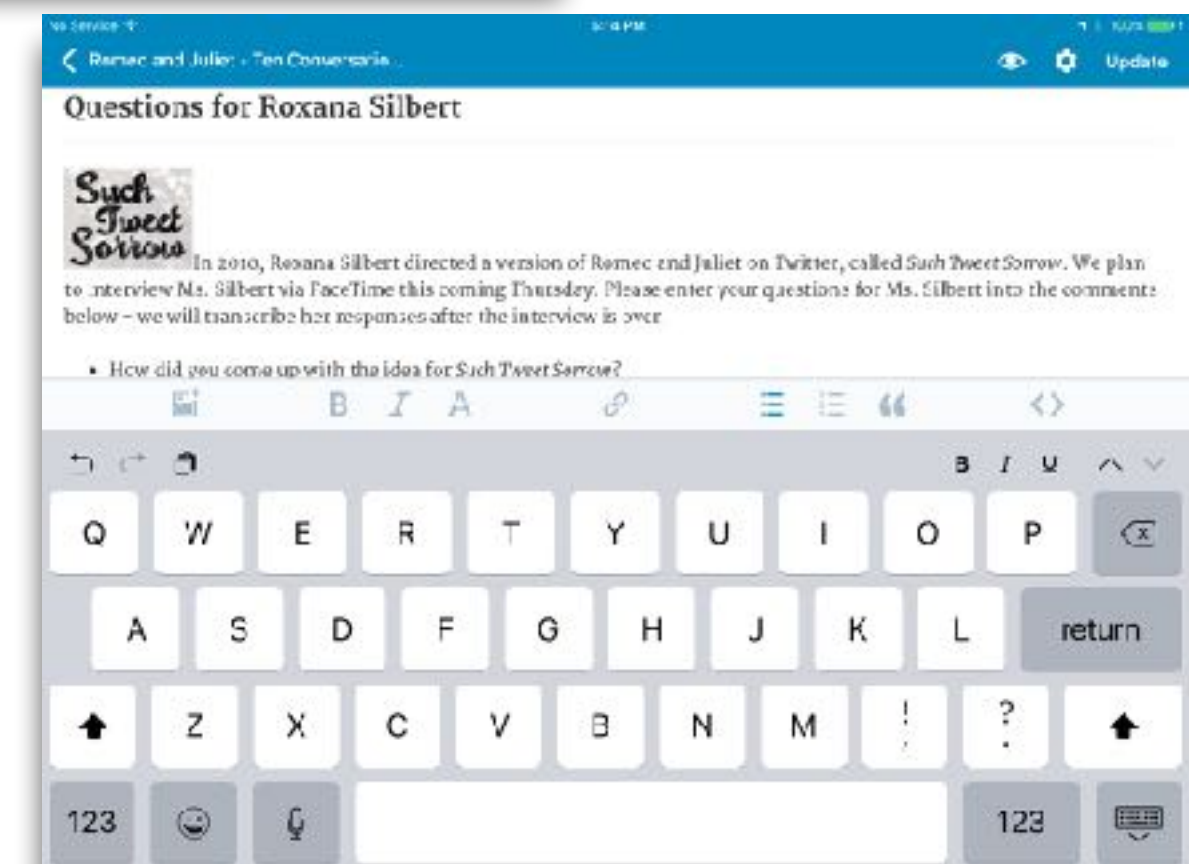 No Service
Romeo and Juliet - Ten Conversatio...
Update
Questions for Roxana Silbert
Such
Tweet
Sorrow
In 2010, Roxana Silbert directed a version of Romeo and Juliet on Twitter, called Such Tweet Sorrow. We plan
to interview Ms. Silbert via FaceTime this coming Thursday. Please enter your questions for Ms. Silbert into the comments
below – we will transcribe her responses after the interview is over
• How did you come up with the idea for Such Tweet Sorrow?
B I A
B I U
Q W E R T Y U I O P
A S D F G H J K L return
Z X C V B N M ! , ? .
123 123